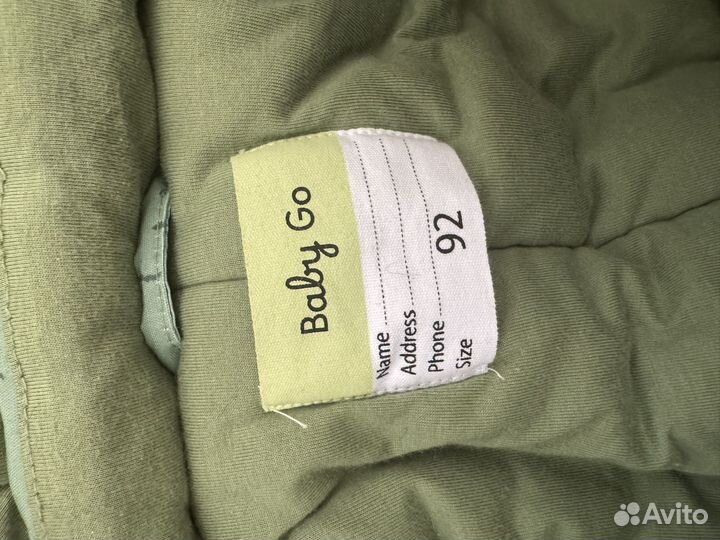 Baby Go
Name
Address
Phone
Size 92
Avito